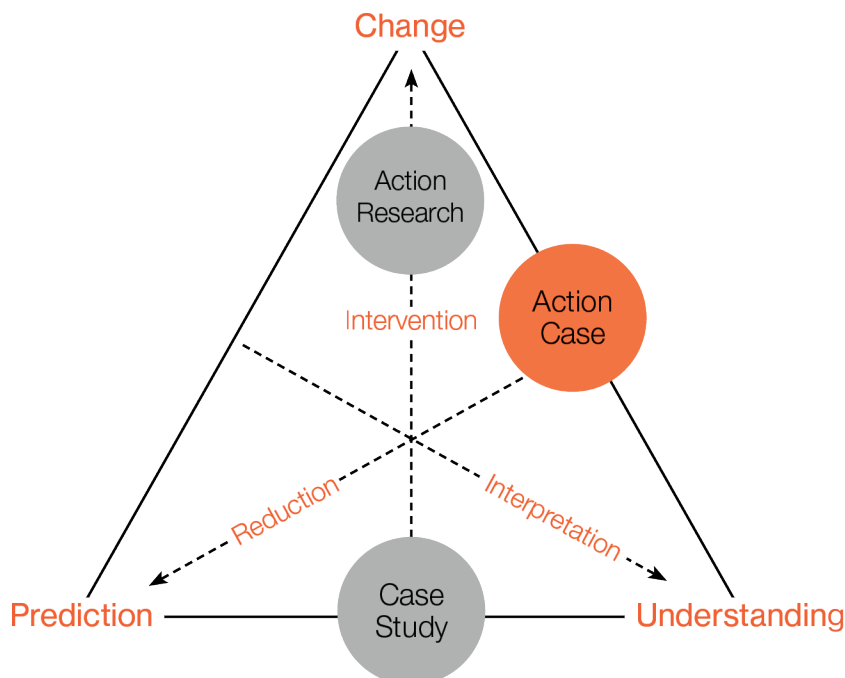 Change
Action
Research
Action
Case
Intervention
Reduction
Interpretation
Case
Study
Prediction
Understanding